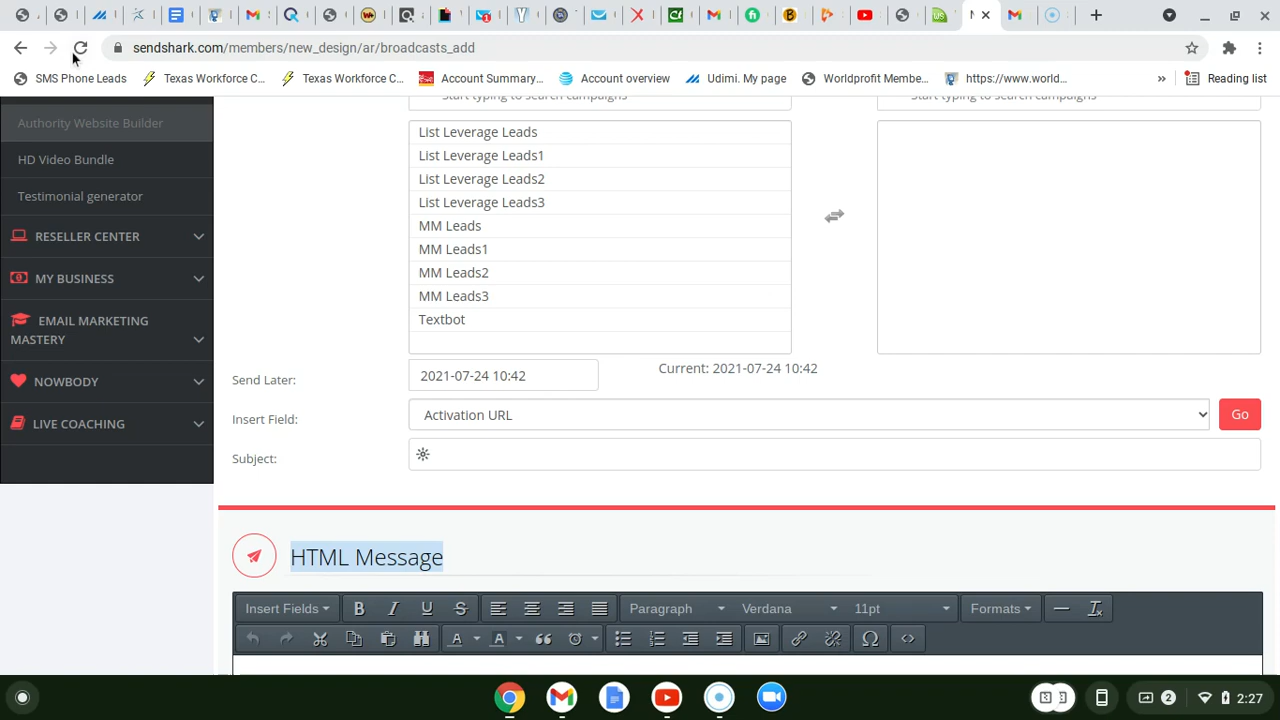 sendshark.com/members/new_design/ar/broadcasts_add
SMS Phone Leads
Texas Workforce C...
Texas Workforce C...
Account Summary...
Account overview
Udimi. My page
Worldprofit Membe...
https://www.world...
»
Reading list
Start typing to search campaigns
Start typing to search campaigns
Authority Website Builder
HD Video Bundle
Testimonial generator
RESELLER CENTER
MY BUSINESS
EMAIL MARKETING
MASTERY
NOWBODY
LIVE COACHING
List Leverage Leads
List Leverage Leads1
List Leverage Leads2
List Leverage Leads3
MM Leads
MM Leads1
MM Leads2
MM Leads3
Textbot
Send Later:
2021-07-24 10:42
Current: 2021-07-24 10:42
Insert Field:
Activation URL
Go
Subject:
HTML Message
Insert Fields
B I U S
Paragraph
Verdana
11pt
Formats
2
2:27